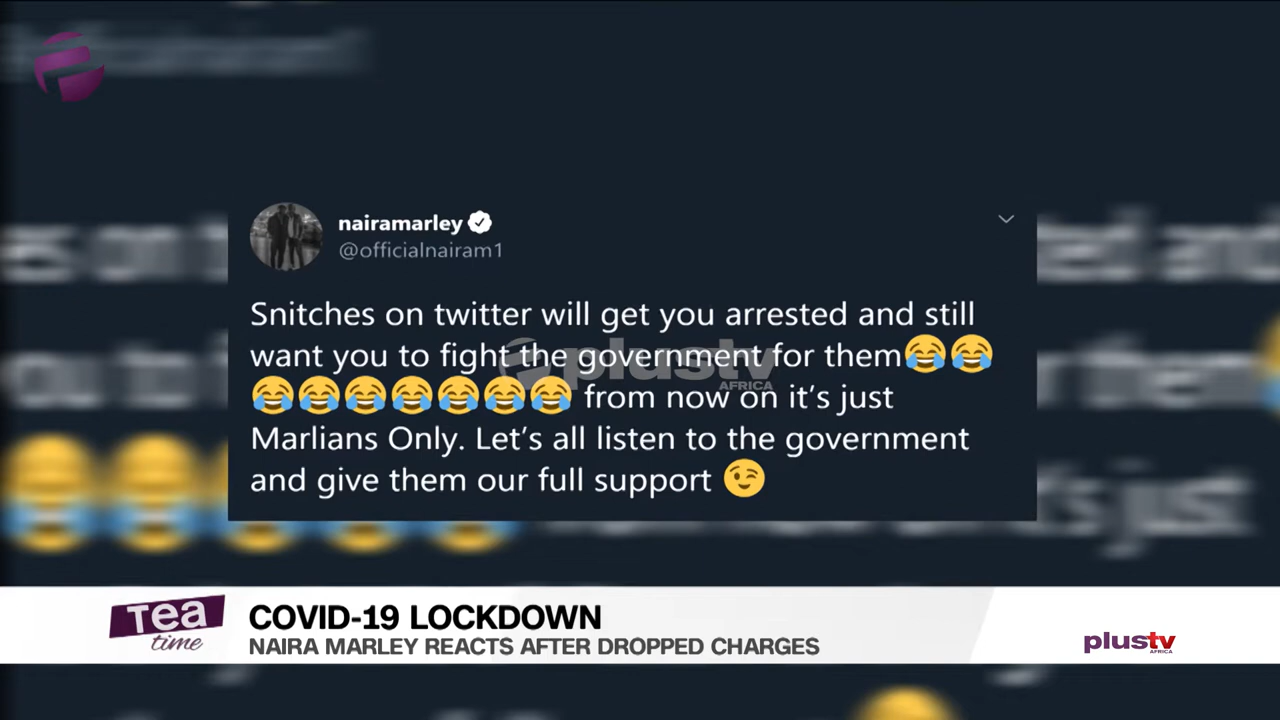 nairamarley
@officialnairam1
Snitches on twitter will get you arrested and still
want you to fight the government for them😂😂
😂😂😂😂😂😂😂 from now on it's just
Marlians Only. Let's all listen to the government
and give them our full support 😉
plustv
AFRICA
Tea
time
COVID-19 LOCKDOWN
NAIRA MARLEY REACTS AFTER DROPPED CHARGES
plustv
AFRICA